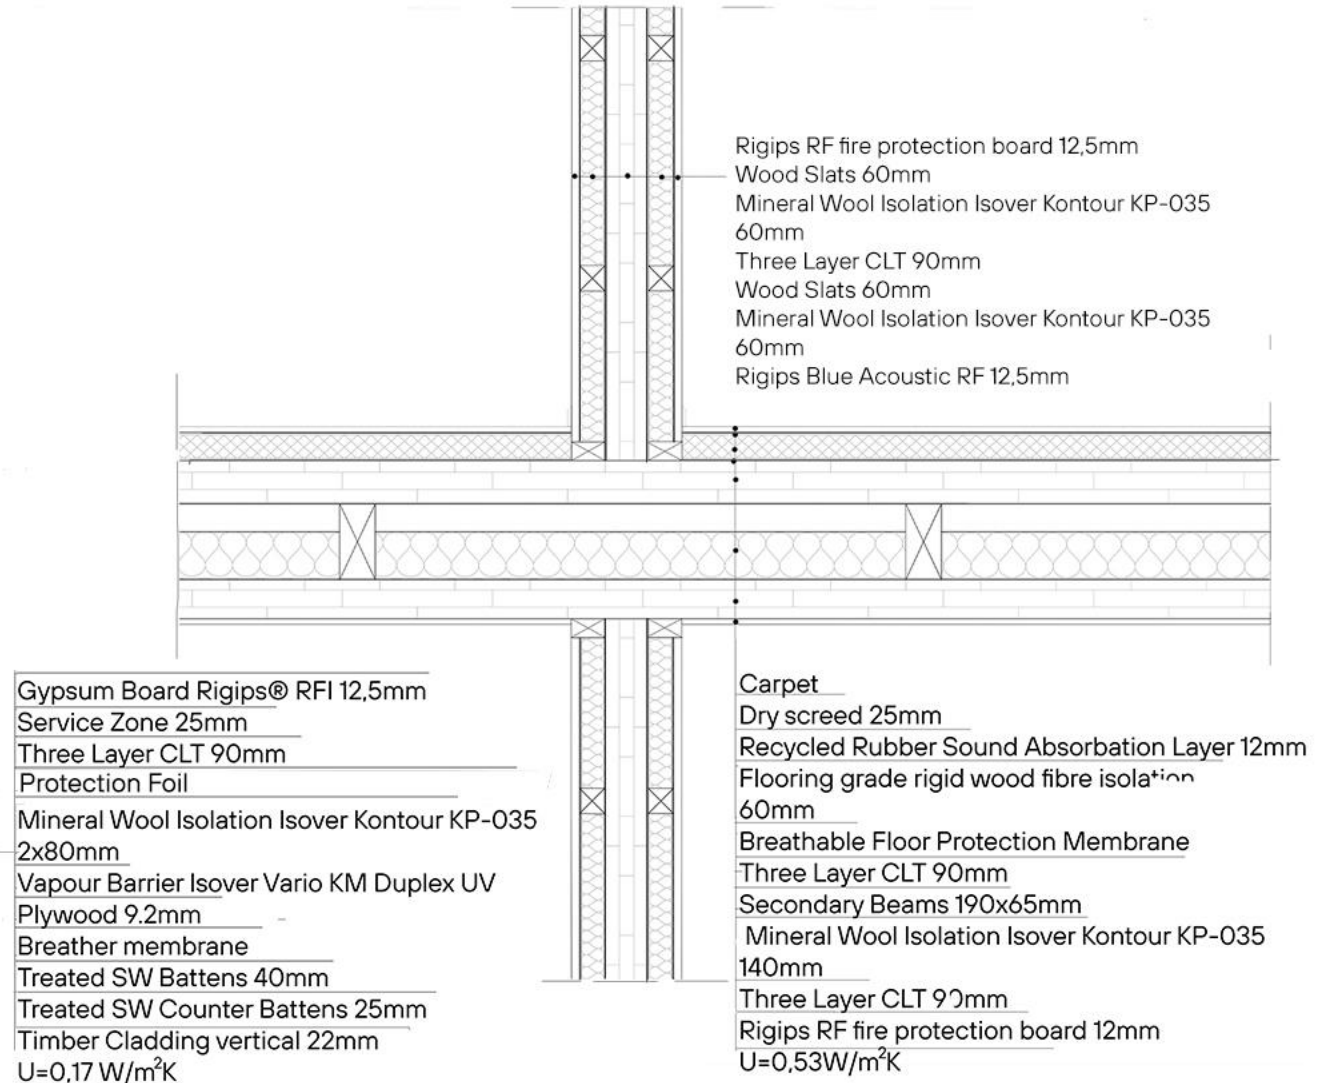 Rigips RF fire protection board 12,5mm
Wood Slats 60mm
Mineral Wool Isolation Isover Kontour KP-035
60mm
Three Layer CLT 90mm
Wood Slats 60mm
Mineral Wool Isolation Isover Kontour KP-035
60mm
Rigips Blue Acoustic RF 12,5mm
Gypsum Board Rigips® RFI 12,5mm
Service Zone 25mm
Three Layer CLT 90mm
Protection Foil
Mineral Wool Isolation Isover Kontour KP-035
2x80mm
Vapour Barrier Isover Vario KM Duplex UV
Plywood 9.2mm
Breather membrane
Treated SW Battens 40mm
Treated SW Counter Battens 25mm
Timber Cladding vertical 22mm
U=0,17 W/m²K
Carpet
Dry screed 25mm
Recycled Rubber Sound Absorbation Layer 12mm
Flooring grade rigid wood fibre isolation
60mm
Breathable Floor Protection Membrane
Three Layer CLT 90mm
Secondary Beams 190x65mm
Mineral Wool Isolation Isover Kontour KP-035
140mm
Three Layer CLT 90mm
Rigips RF fire protection board 12mm
U=0,53W/m²K